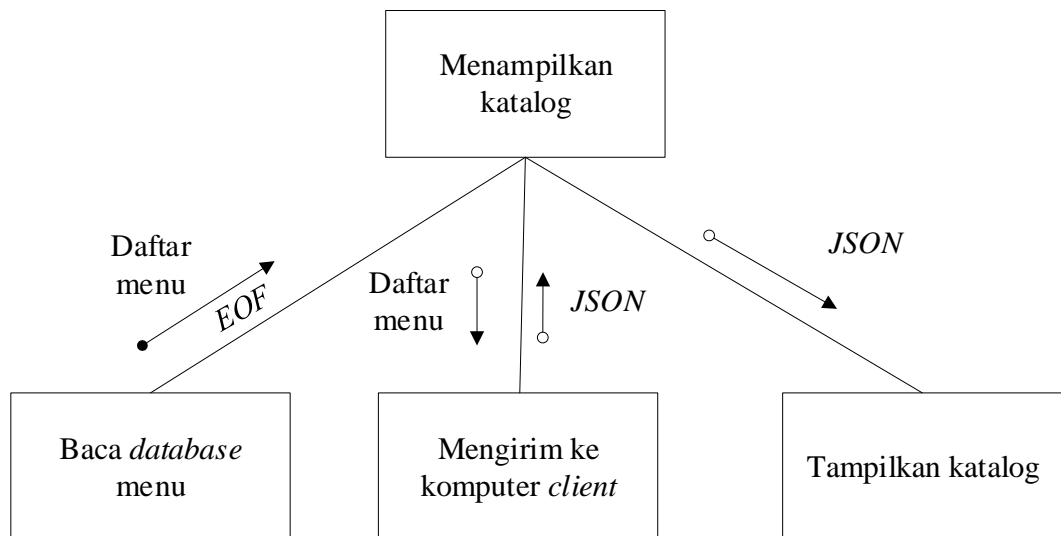 Menampilkan
katalog
Daftar
menu
EOF
Daftar
menu
JSON
JSON
Baca database
menu
Mengirim ke
komputer client
Tampilkan katalog